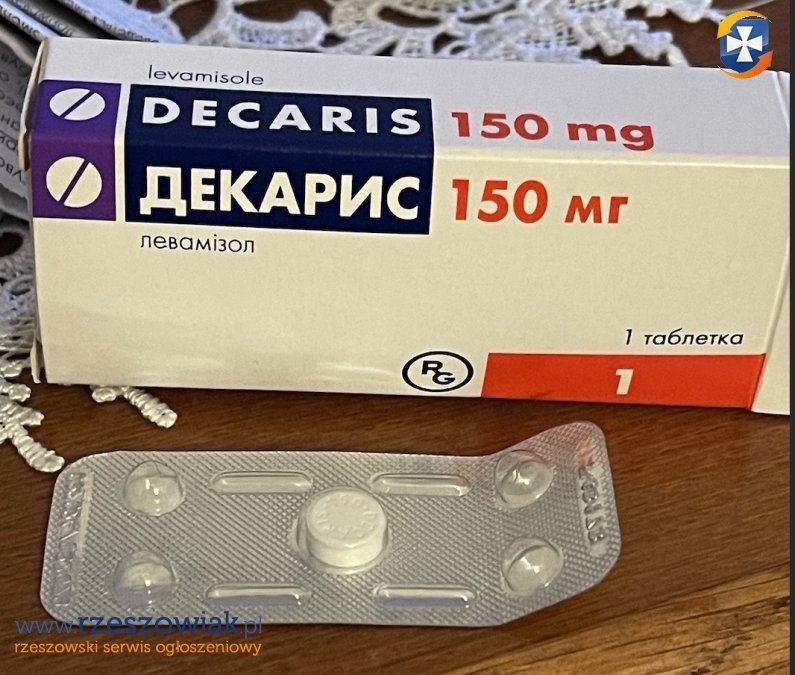 levamisole
DECARIS 150 mg
ДЕКАРИС 150 мг
левамізол
1 таблетка
RG
1
www.rzeszowiak.pl
rzeszowski serwis ogłoszeniowy